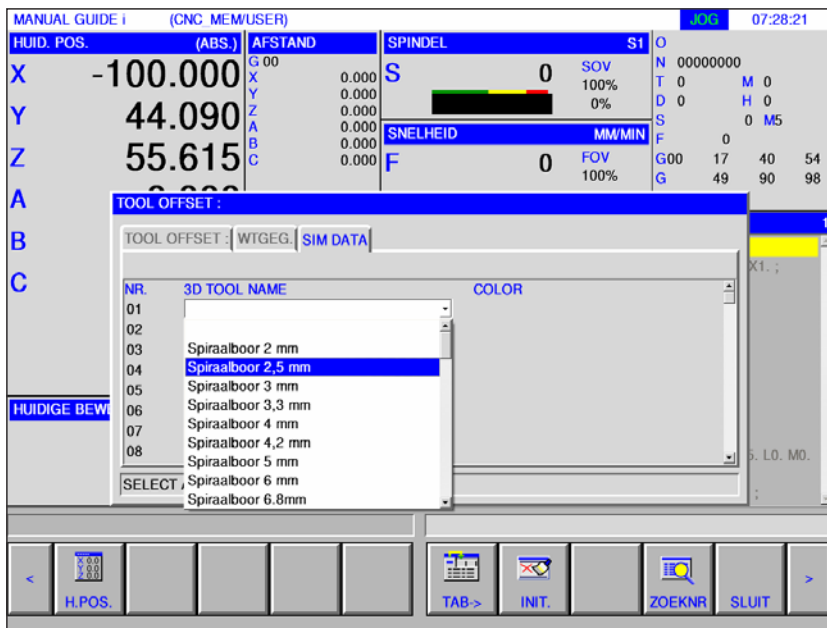 MANUAL GUIDE i (CNC_MEM/USER) JOG 07:28:21
HUID. POS. (ABS.) AFSTAND SPINDEL S1 O
X -100.000 G 00 N 00000000
X 0.000 S 0 SOV T 0 M 0
Y 0.000 100% D 0 H 0
Y 44.090 Z 0.000 0% S 0 M5
A 0.000 SNELHEID MM/MIN F 0
B 0.000
Z 55.615 C 0.000 F 0 FOV G00 17 40 54
100% G 49 90 98
A
TOOL OFFSET :
B TOOL OFFSET : WTGEG. SIM DATA
X1. ;
C
NR. 3D TOOL NAME COLOR
01
02
03 Spiraalboor 2 mm
04 Spiraalboor 2,5 mm
05 Spiraalboor 3 mm
HUIDIGE BEW 06 Spiraalboor 3,3 mm
07 Spiraalboor 4 mm
Spiraalboor 4,2 mm
08 Spiraalboor 5 mm L0. M0.
SELECT Spiraalboor 6 mm
Spiraalboor 6.8mm ;
< H.POS. TAB-> INIT. ZOEKNR SLUIT >